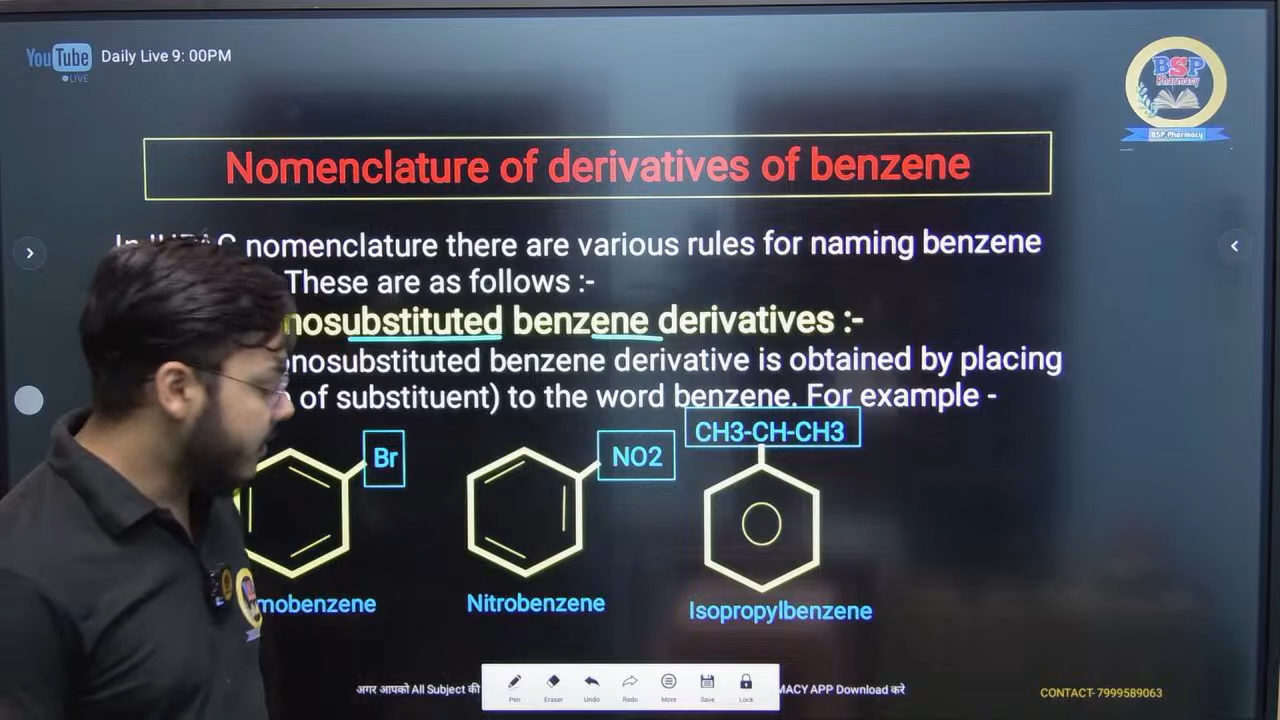 YouTube Daily Live 9: 00PM
LIVE
BSP
Pharmacy
BSP Pharmacy
Nomenclature of derivatives of benzene
nomenclature there are various rules for naming benzene
These are as follows :-
nosubstituted benzene derivatives :-
onosubstituted benzene derivative is obtained by placing
of substituent) to the word benzene. For example -
CH3-CH-CH3
Br
NO2
mobenzene
Nitrobenzene
Isopropylbenzene
अगर आपको All Subject की
MACY APP Download करे
Pen Eraser Undo Redo More Save Lock
CONTACT- 7999589063